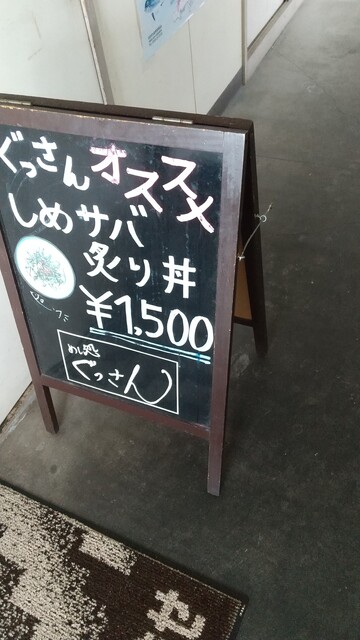 ぐっさんオススメ
しめサバ
炙り丼
¥1,500
めし処
ぐっさん
せ